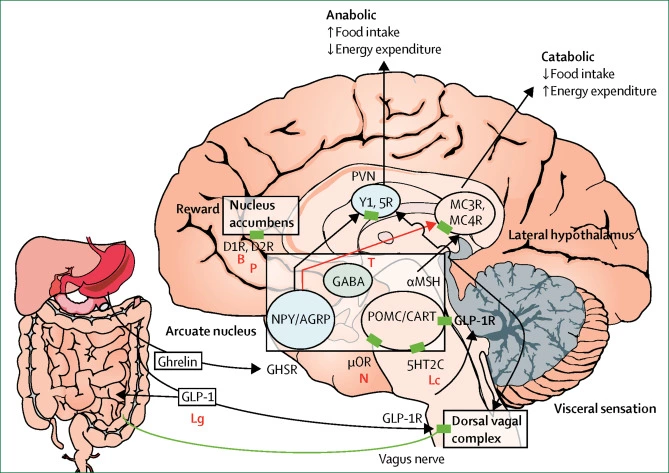 Anabolic
↑Food intake
↓Energy expenditure
Catabolic
↓Food intake
↑Energy expenditure
PVN
Y1, 5R
MC3R,
MC4R
Reward
Nucleus
accumbens
D1R, D2R
B
P
Lateral hypothalamus
T
GABA
αMSH
NPY/AGRP
POMC/CART
GLP-1R
Arcuate nucleus
Ghrelin
GHSR
μOR
N
5HT2C
Lc
GLP-1
Lg
GLP-1R
Dorsal vagal
complex
Visceral sensation
Vagus nerve